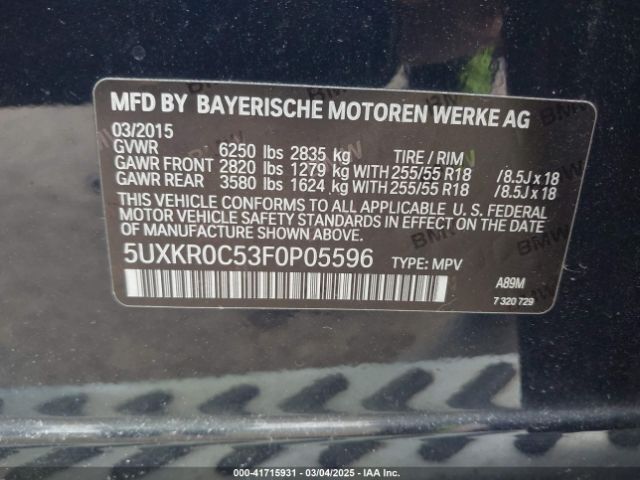 MFD BY BAYERISCHE MOTOREN WERKE AG
03/2015
GVWR 6250 lbs 2835 kg TIRE / RIM
GAWR FRONT 2820 lbs 1279 kg WITH 255/55 R18 / 8.5J x 18
GAWR REAR 3580 lbs 1624 kg WITH 255/55 R18 / 8.5J x 18
THIS VEHICLE CONFORMS TO ALL APPLICABLE U. S. FEDERAL
MOTOR VEHICLE SAFETY STANDARDS IN EFFECT ON THE DATE
OF MANUFACTURE SHOWN ABOVE.
5UXKR0C53F0P05596 TYPE: MPV
A89M
7 320 729
000-41715931 - 03/04/2025 - IAA Inc.